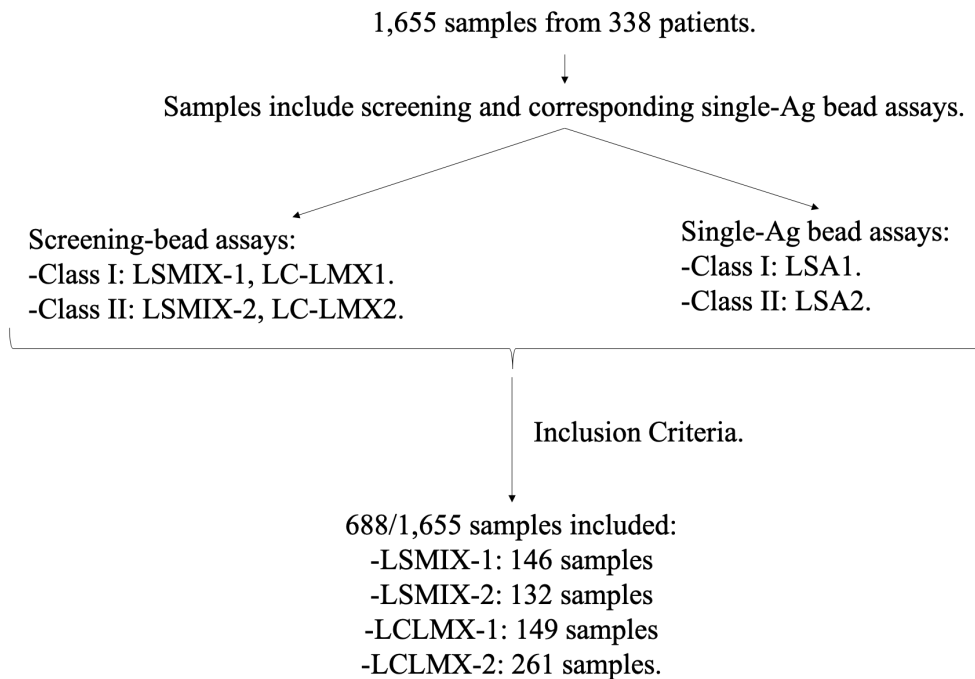 1,655 samples from 338 patients.
Samples include screening and corresponding single-Ag bead assays.
Screening-bead assays:
-Class I: LSMIX-1, LC-LMX1.
-Class II: LSMIX-2, LC-LMX2.
Single-Ag bead assays:
-Class I: LSA1.
-Class II: LSA2.
Inclusion Criteria.
688/1,655 samples included:
-LSMIX-1: 146 samples
-LSMIX-2: 132 samples
-LCLMX-1: 149 samples
-LCLMX-2: 261 samples.